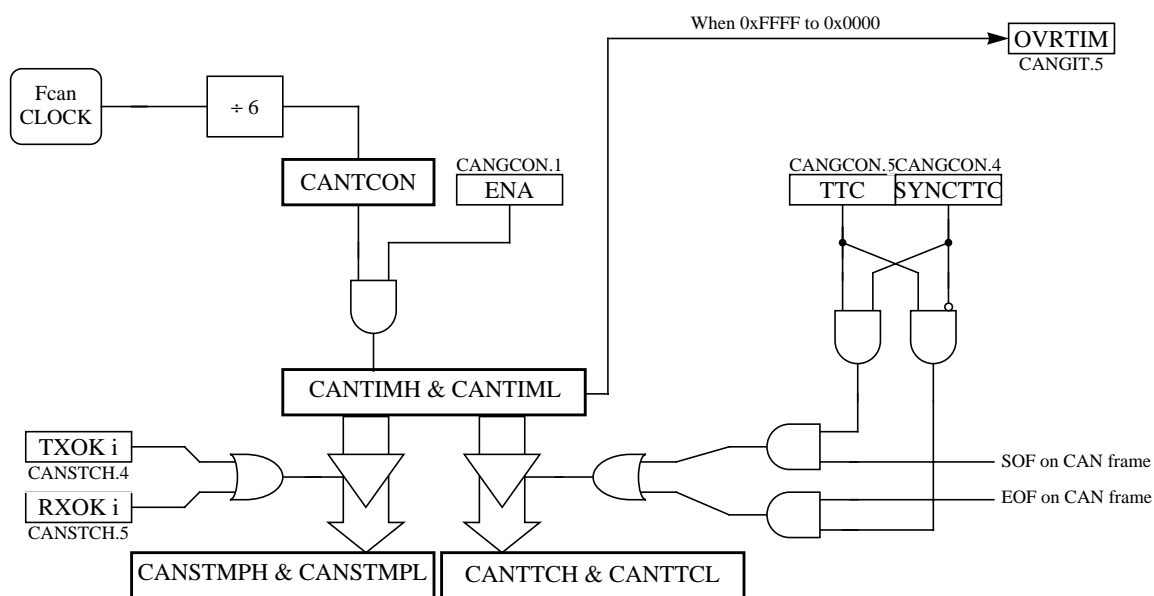 When 0xFFFF to 0x0000
OVRTIM
CANGIT.5
Fcan
CLOCK
÷ 6
CANTCON
CANGCON.1
ENA
CANGCON.5
CANGCON.4
TTC
SYNCTTC
CANTIMH & CANTIML
TXOK i
CANSTCH.4
RXOK i
CANSTCH.5
SOF on CAN frame
EOF on CAN frame
CANSTMPH & CANSTMPL
CANTTCH & CANTTCL